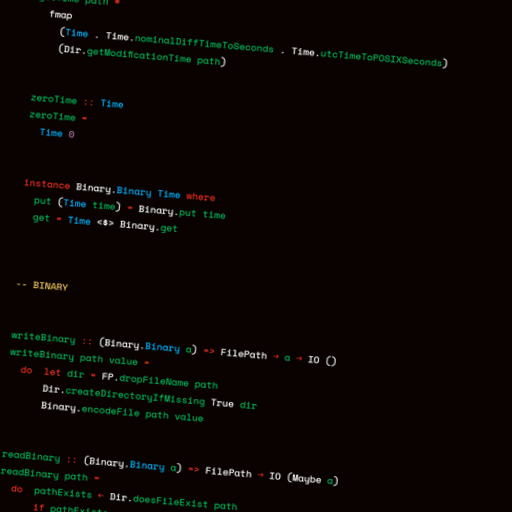 path =
fmap
(Time . Time.nominalDiffTimeToSeconds . Time.utcTimeToPOSIXSeconds)
(Dir.getModificationTime path)
zeroTime :: Time
zeroTime =
Time 0
instance Binary.Binary Time where
put (Time time) = Binary.put time
get = Time <$> Binary.get
-- BINARY
writeBinary :: (Binary.Binary a) => FilePath → a → IO ()
writeBinary path value =
do let dir = FP.dropFileName path
Dir.createDirectoryIfMissing True dir
Binary.encodeFile path value
readBinary :: (Binary.Binary a) => FilePath → IO (Maybe a)
readBinary path =
do pathExists ← Dir.doesFileExist path
if